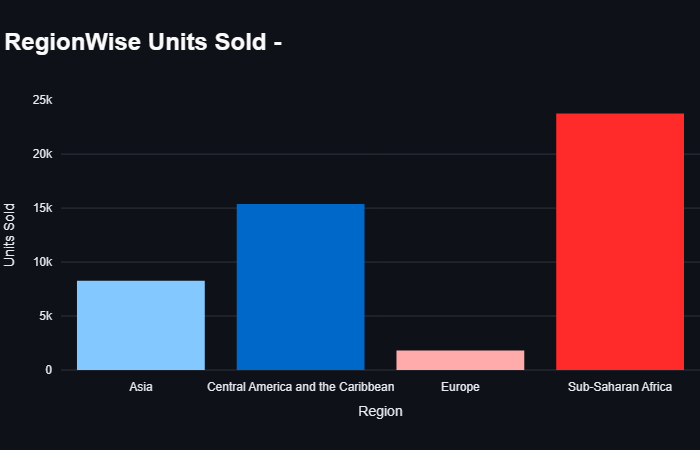 RegionWise Units Sold -
25k
20k
15k
10k
5k
0
Units Sold
Asia
Central America and the Caribbean
Europe
Sub-Saharan Africa
Region